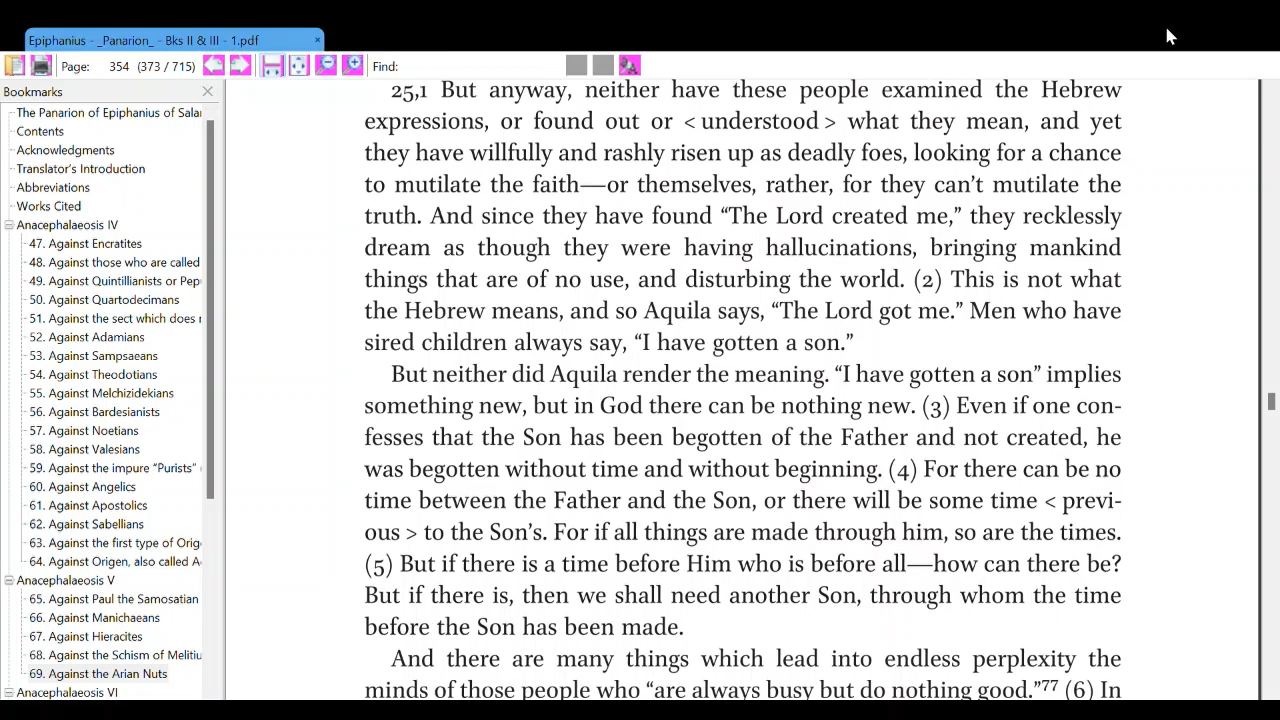 Epiphanius - _Panarion_ - Bks II & III - 1.pdf ×
Page: 354 (373 / 715) Find:
Bookmarks
The Panarion of Epiphanius of Sala
Contents
Acknowledgments
Translator's Introduction
Abbreviations
Works Cited
Anacephalaeosis IV
47. Against Encratites
48. Against those who are called
49. Against Quintillianists or Pep
50. Against Quartodecimans
51. Against the sect which does r
52. Against Adamians
53. Against Sampsaeans
54. Against Theodotians
55. Against Melchizidekians
56. Against Bardesianists
57. Against Noetians
58. Against Valesians
59. Against the impure “Purists” (
60. Against Angelics
61. Against Apostolics
62. Against Sabellians
63. Against the first type of Orig
64. Against Origen, also called A
Anacephalaeosis V
65. Against Paul the Samosatian
66. Against Manichaeans
67. Against Hieracites
68. Against the Schism of Melitiu
69. Against the Arian Nuts
Anacephalaeosis VI
25,1 But anyway, neither have these people examined the Hebrew
expressions, or found out or < understood > what they mean, and yet
they have willfully and rashly risen up as deadly foes, looking for a chance
to mutilate the faith—or themselves, rather, for they can’t mutilate the
truth. And since they have found “The Lord created me,” they recklessly
dream as though they were having hallucinations, bringing mankind
things that are of no use, and disturbing the world. (2) This is not what
the Hebrew means, and so Aquila says, “The Lord got me.” Men who have
sired children always say, “I have gotten a son.”
But neither did Aquila render the meaning. “I have gotten a son” implies
something new, but in God there can be nothing new. (3) Even if one con-
fesses that the Son has been begotten of the Father and not created, he
was begotten without time and without beginning. (4) For there can be no
time between the Father and the Son, or there will be some time < previ-
ous > to the Son’s. For if all things are made through him, so are the times.
(5) But if there is a time before Him who is before all—how can there be?
But if there is, then we shall need another Son, through whom the time
before the Son has been made.
And there are many things which lead into endless perplexity the
minds of those people who “are always busy but do nothing good.”77 (6) In